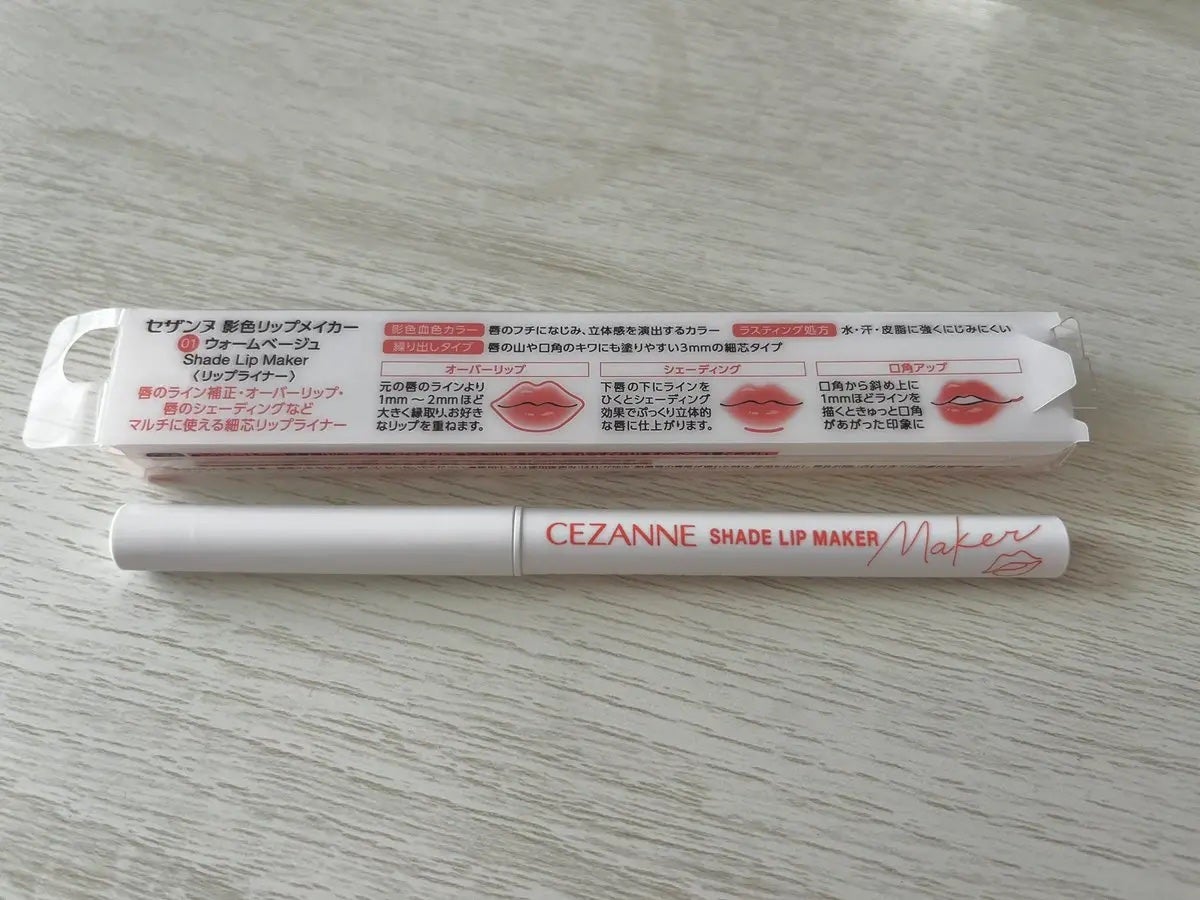 セザンヌ 影色リップメイカー
01 ウォームベージュ
Shade Lip Maker
〈リップライナー〉
唇のライン補正・オーバーリップ・
唇のシェーディングなど
マルチに使える細芯リップライナー
影色血色カラー 唇のフチになじみ、立体感を演出するカラー
ラスティング処方 水・汗・皮脂に強くにじみにくい
繰り出しタイプ 唇の山や口角のキワにも塗りやすい3mmの細芯タイプ
オーバーリップ
元の唇のラインより
1mm～2mmほど
大きく縁取り、お好き
なリップを重ねます。
シェーディング
下唇の下にラインを
ひくとシェーディング
効果でぷっくり立体的
な唇に仕上がります。
口角アップ
口角から斜め上に
1mmほどラインを
描くときゅっと口角
があがった印象に
CEZANNE SHADE LIP MAKER Maker